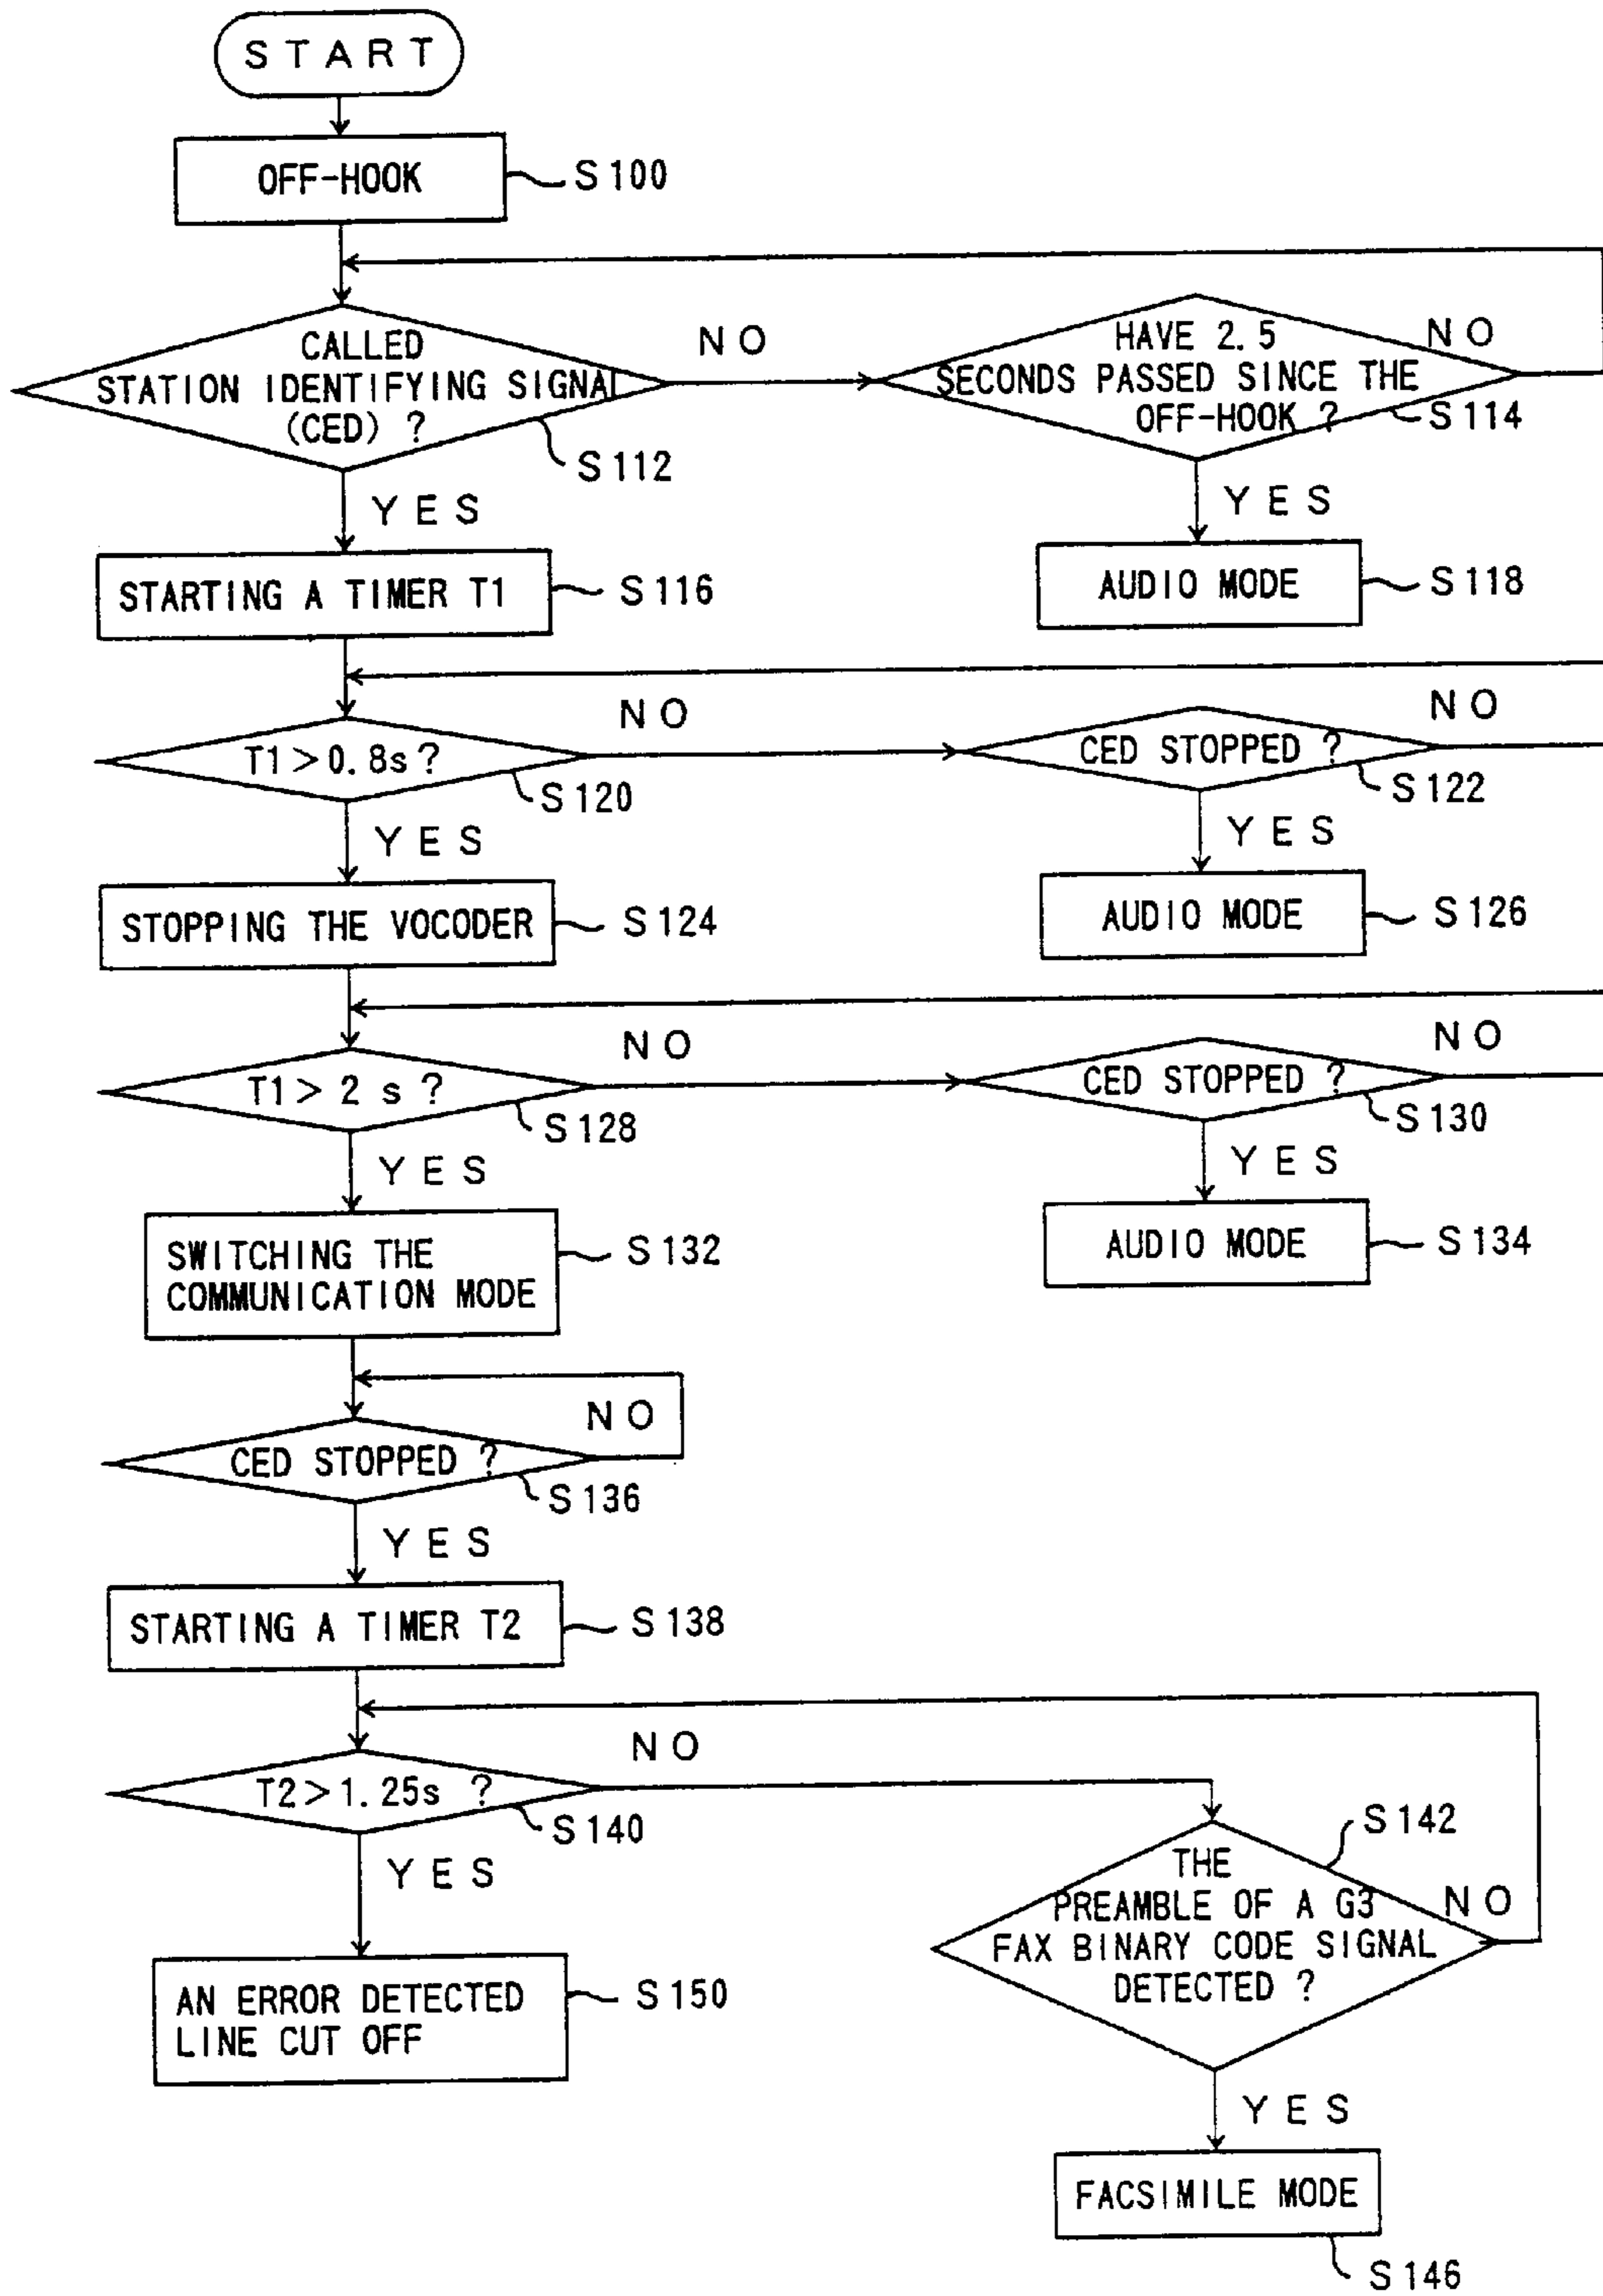 START
OFF-HOOK
S100
CALLED
STATION IDENTIFYING SIGNAL
(CED) ?
S112
NO
HAVE 2.5
SECONDS PASSED SINCE THE
OFF-HOOK ?
S114
NO
YES
YES
STARTING A TIMER T1
S116
AUDIO MODE
S118
T1>0.8s?
S120
NO
CED STOPPED ?
S122
NO
YES
YES
STOPPING THE VOCODER
S124
AUDIO MODE
S126
T1> 2 s ?
S128
NO
CED STOPPED ?
S130
NO
YES
YES
SWITCHING THE
COMMUNICATION MODE
S132
AUDIO MODE
S134
CED STOPPED ?
S136
NO
YES
STARTING A TIMER T2
S138
T2>1.25s ?
S140
NO
YES
S142
THE
PREAMBLE OF A G3
FAX BINARY CODE SIGNAL
DETECTED ?
NO
AN ERROR DETECTED
LINE CUT OFF
S150
YES
FACSIMILE MODE
S146